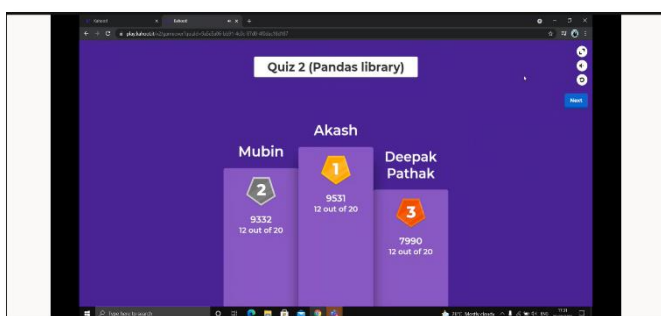 Kahoot!
Kahoot!
Quiz 2 (Pandas library)
Next
Akash
Mubin
Deepak
Pathak
1
2
3
9531
12 out of 20
9332
12 out of 20
7990
12 out of 20
Type here to search